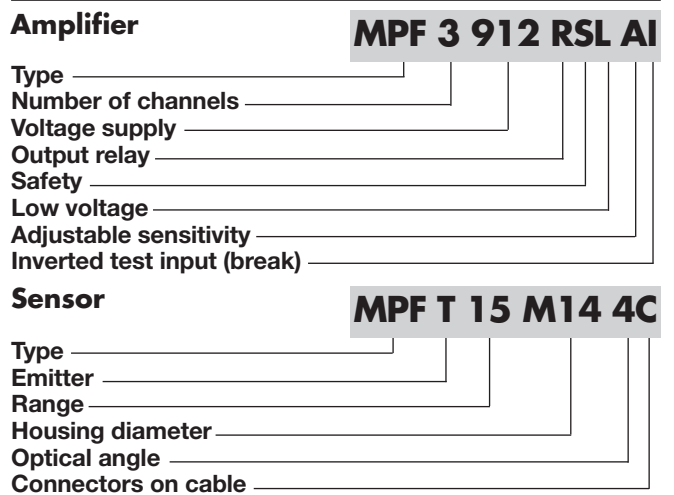 Amplifier
MPF 3 912 RSL AI
Type
Number of channels
Voltage supply
Output relay
Safety
Low voltage
Adjustable sensitivity
Inverted test input (break)
Sensor
MPF T 15 M14 4C
Type
Emitter
Range
Housing diameter
Optical angle
Connectors on cable